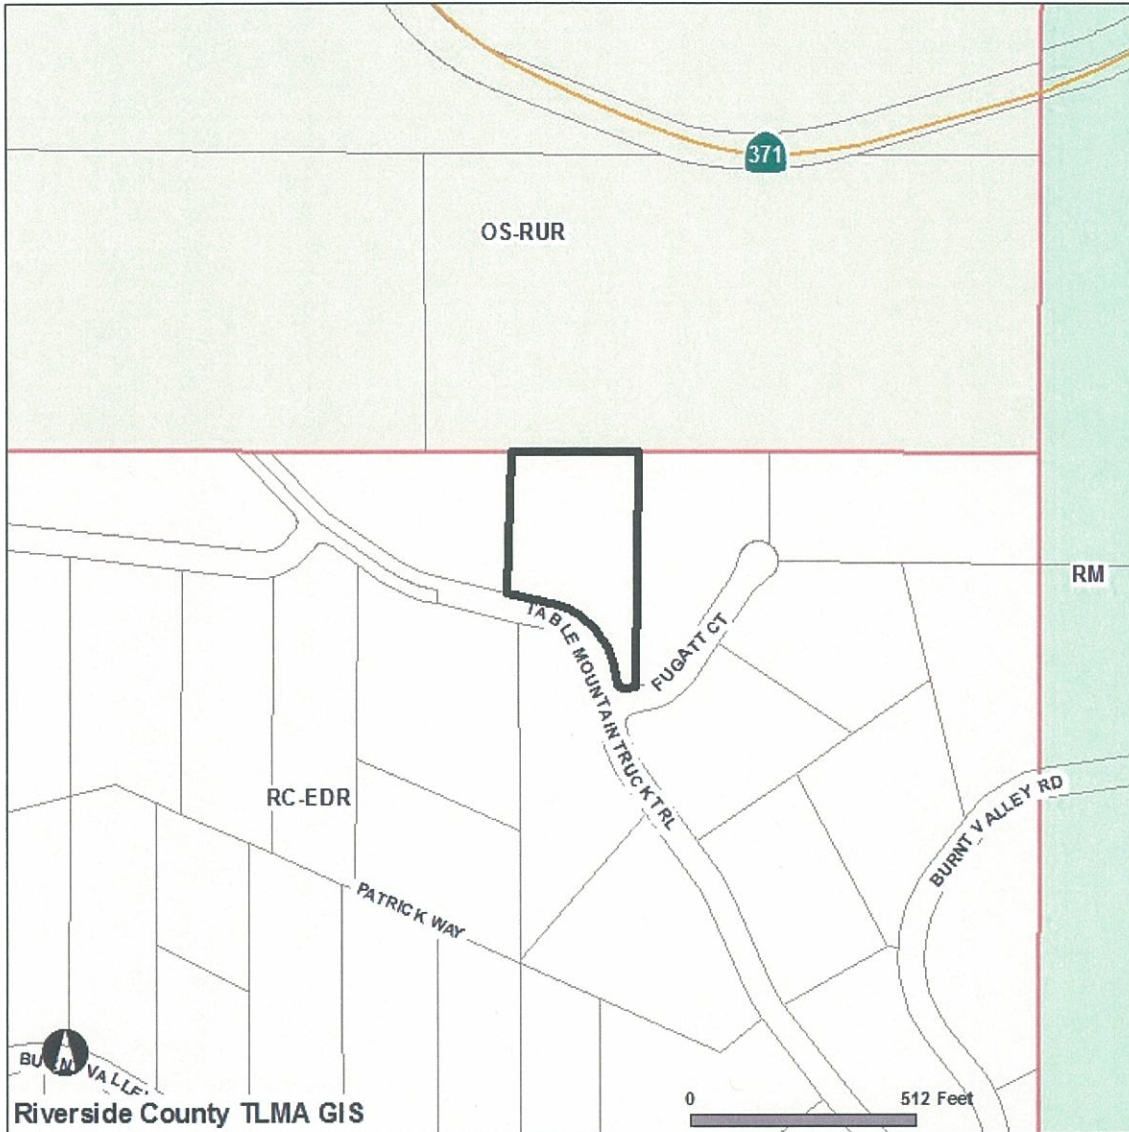 371
OS-RUR
RM
TABLE MOUNTAIN TRUCK TRL
FUGATT CT
RC-EDR
BURNT VALLEY RD
PATRICK WAY
0 512 Feet
Riverside County TLMA GIS